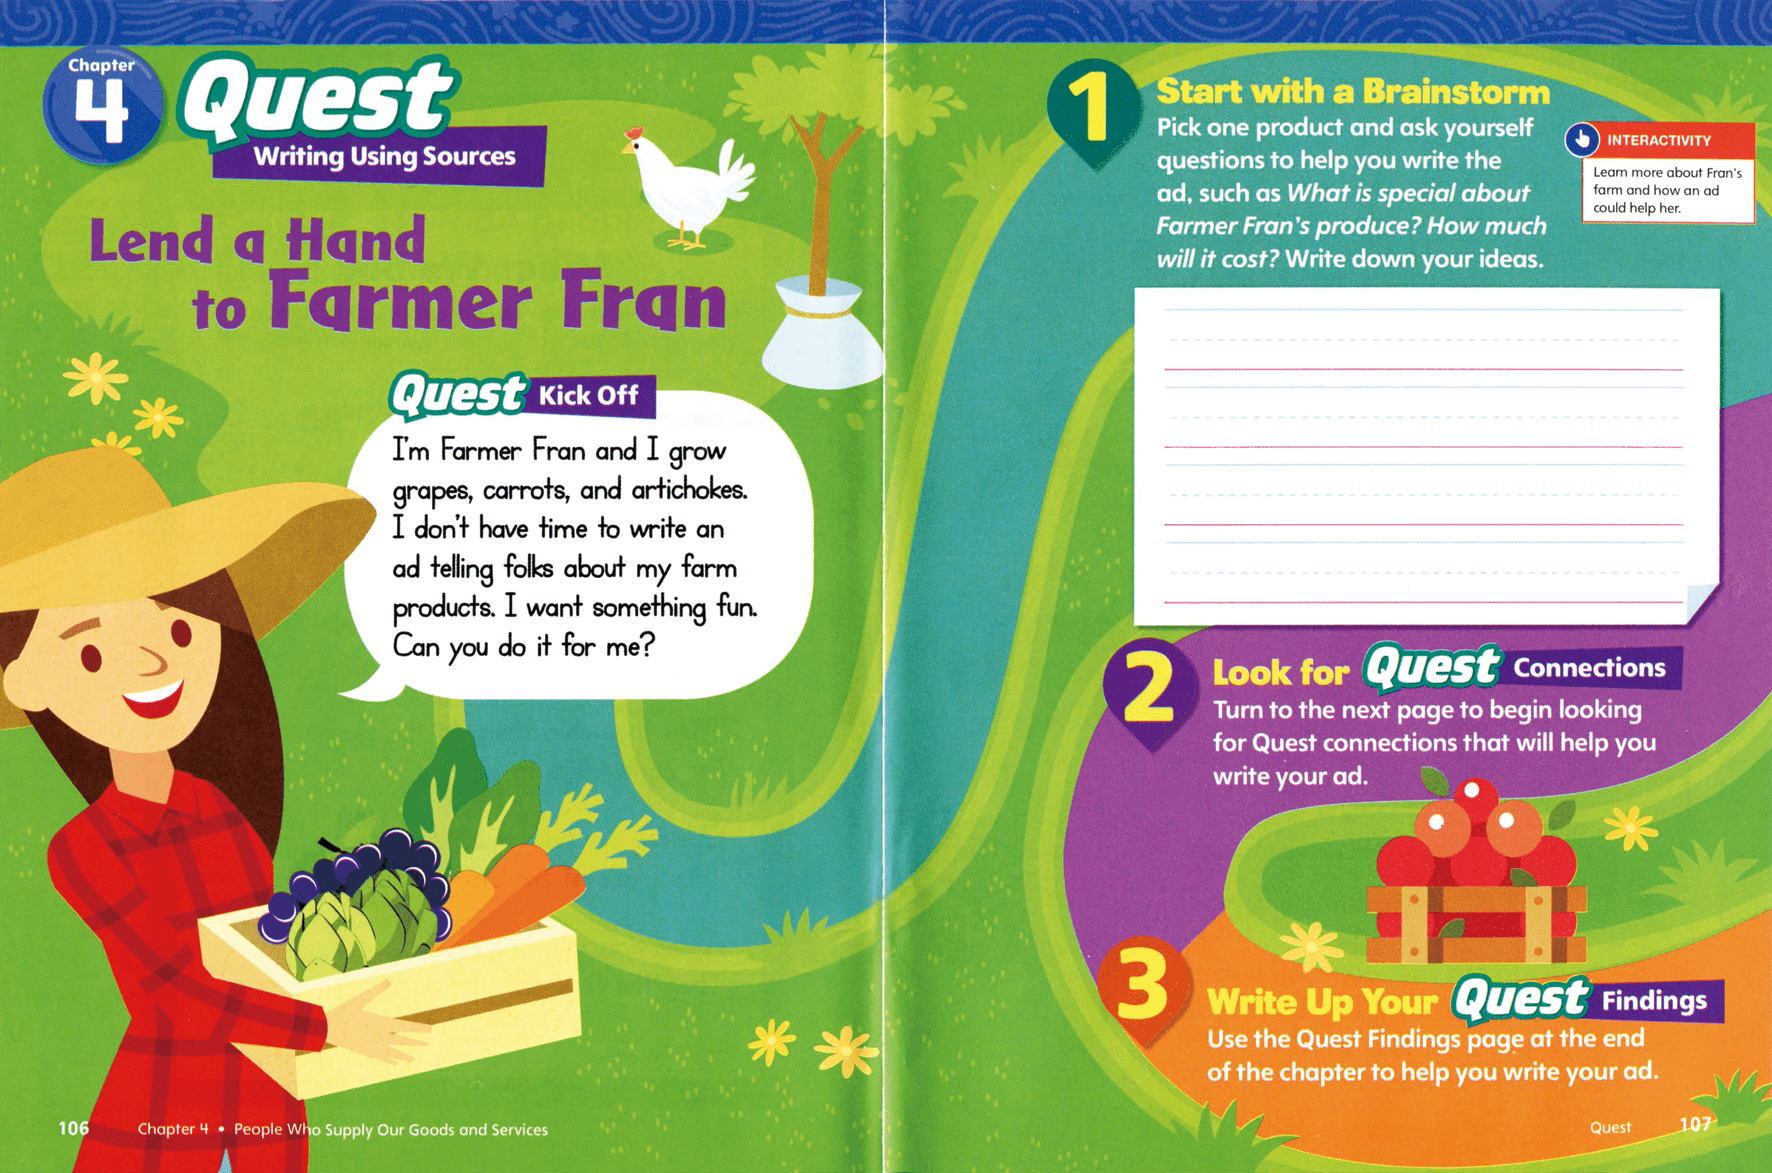 Chapter
4
Quest
Writing Using Sources
Lend a Hand
to Farmer Fran
Quest Kick Off
I'm Farmer Fran and I grow
grapes, carrots, and artichokes.
I don't have time to write an
ad telling folks about my farm
products. I want something fun.
Can you do it for me?
106 Chapter 4 • People Who Supply Our Goods and Services
1 Start with a Brainstorm
Pick one product and ask yourself
questions to help you write the
ad, such as What is special about
Farmer Fran's produce? How much
will it cost? Write down your ideas.
INTERACTIVITY
Learn more about Fran's
farm and how an ad
could help her.
2 Look for Quest Connections
Turn to the next page to begin looking
for Quest connections that will help you
write your ad.
3 Write Up Your Quest Findings
Use the Quest Findings page at the end
of the chapter to help you write your ad.
Quest 107